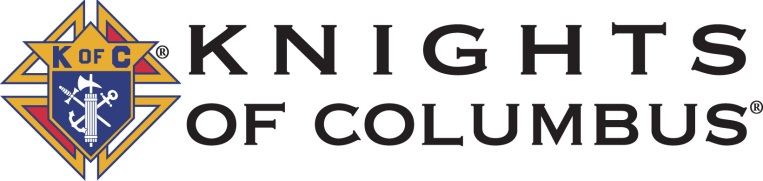 K OF C®
KNIGHTS
OF COLUMBUS®